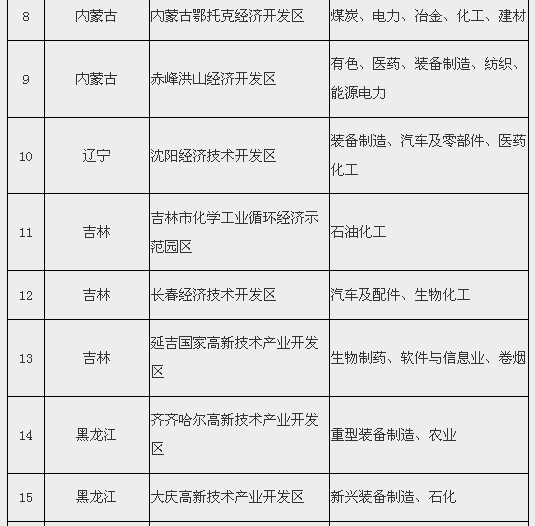 8 内蒙古 内蒙古鄂托克经济开发区 煤炭、电力、冶金、化工、建材
9 内蒙古 赤峰洪山经济开发区 有色、医药、装备制造、纺织、
能源电力
10 辽宁 沈阳经济技术开发区 装备制造、汽车及零部件、医药
化工
11 吉林 吉林市化学工业循环经济示
范园区 石油化工
12 吉林 长春经济技术开发区 汽车及配件、生物化工
13 吉林 延吉国家高新技术产业开发
区 生物制药、软件与信息业、卷烟
14 黑龙江 齐齐哈尔高新技术产业开发
区 重型装备制造、农业
15 黑龙江 大庆高新技术产业开发区 新兴装备制造、石化